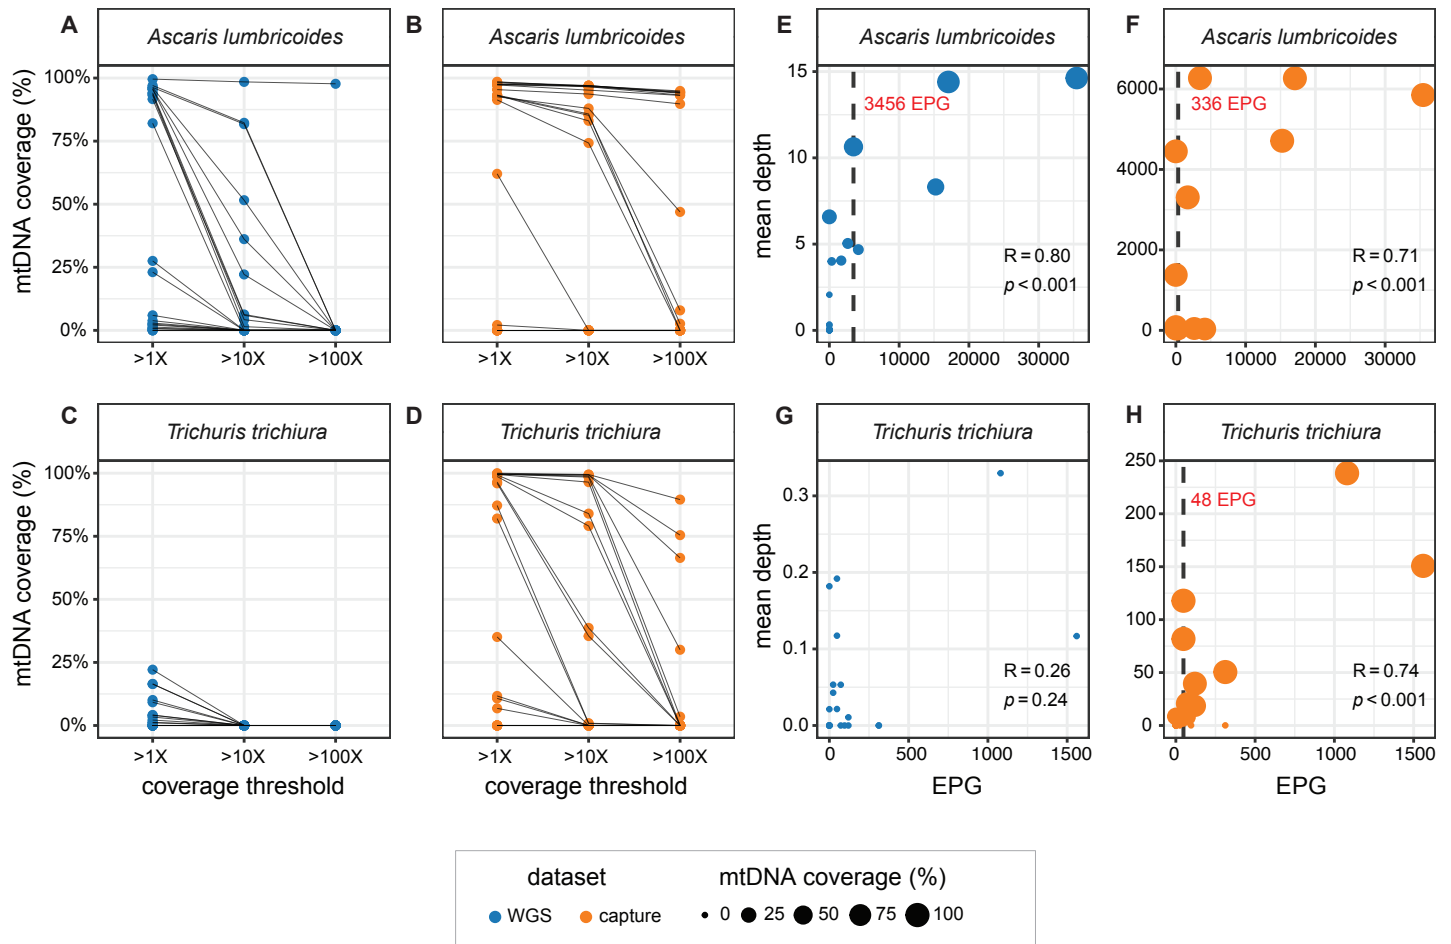 A
Ascaris lumbricoides
mtDNA coverage (%)
100%
75%
50%
25%
0%
>1X
>10X
>100X
B
Ascaris lumbricoides
>1X
>10X
>100X
E
Ascaris lumbricoides
mean depth
15
10
5
0
3456 EPG
R = 0.80
p < 0.001
0
10000
20000
30000
F
Ascaris lumbricoides
6000
4000
2000
0
336 EPG
R = 0.71
p < 0.001
0
10000
20000
30000
C
Trichuris trichiura
mtDNA coverage (%)
100%
75%
50%
25%
0%
>1X
>10X
>100X
coverage threshold
D
Trichuris trichiura
>1X
>10X
>100X
coverage threshold
G
Trichuris trichiura
mean depth
0.3
0.2
0.1
0.0
R = 0.26
p = 0.24
0
500
1000
1500
EPG
H
Trichuris trichiura
250
200
150
100
50
0
48 EPG
R = 0.74
p < 0.001
0
500
1000
1500
EPG
dataset
WGS
capture
mtDNA coverage (%)
0
25
50
75
100